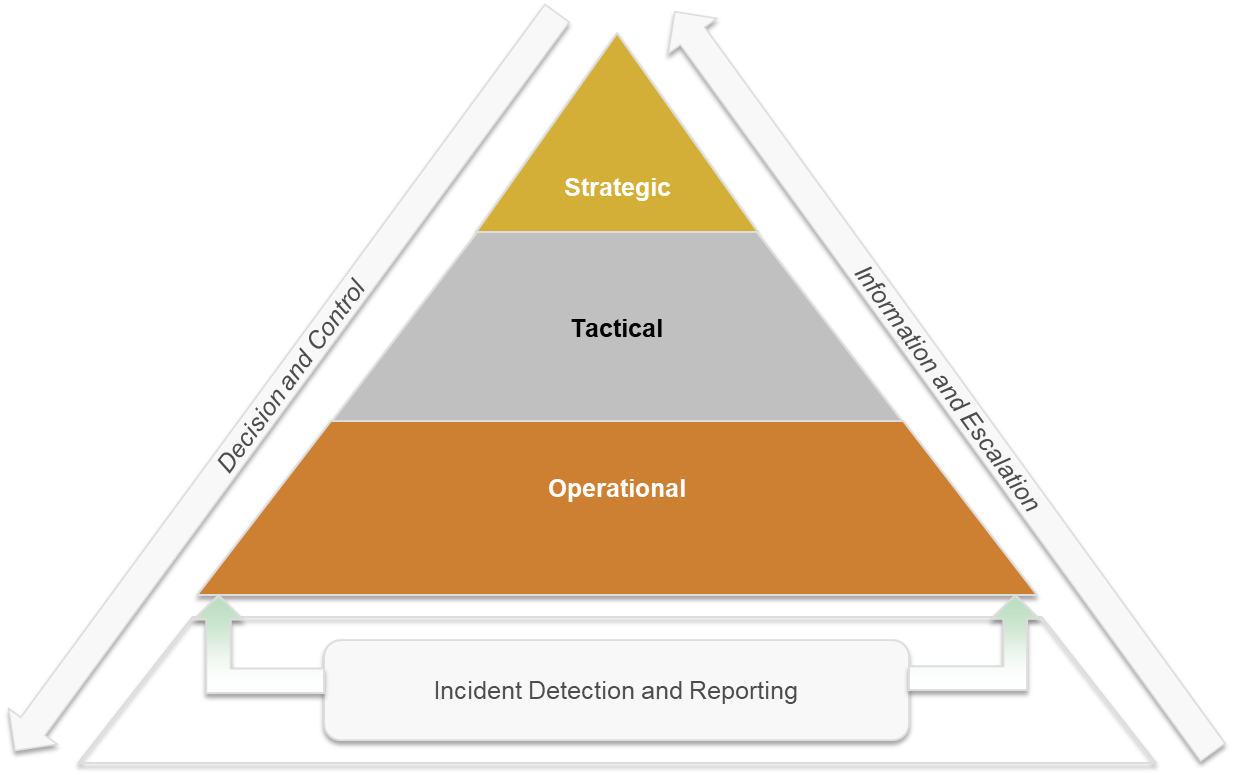 Strategic
Tactical
Decision and Control
Information and Escalation
Operational
Incident Detection and Reporting